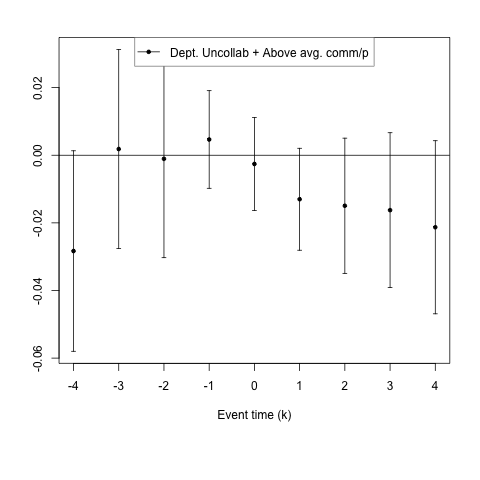 Dept. Uncollab + Above avg. comm/p
0.02
0.00
-0.02
-0.04
-0.06
-4 -3 -2 -1 0 1 2 3 4
Event time (k)